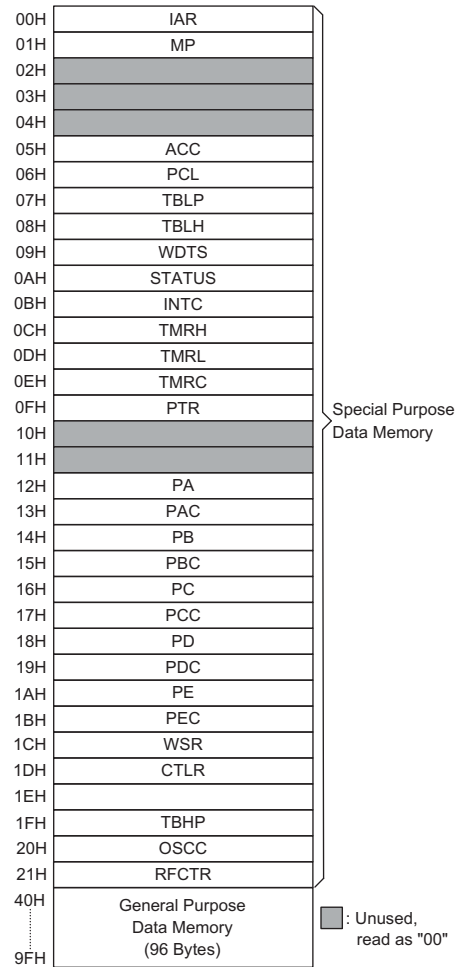 00H IAR
01H MP
02H
03H
04H
05H ACC
06H PCL
07H TBLP
08H TBLH
09H WDTS
0AH STATUS
0BH INTC
0CH TMRH
0DH TMRL
0EH TMRC
0FH PTR
10H
11H
12H PA
13H PAC
14H PB
15H PBC
16H PC
17H PCC
18H PD
19H PDC
1AH PE
1BH PEC
1CH WSR
1DH CTLR
1EH
1FH TBHP
20H OSCC
21H RFCTR
Special Purpose
Data Memory
40H
General Purpose
Data Memory
(96 Bytes)
9FH
: Unused,
read as "00"